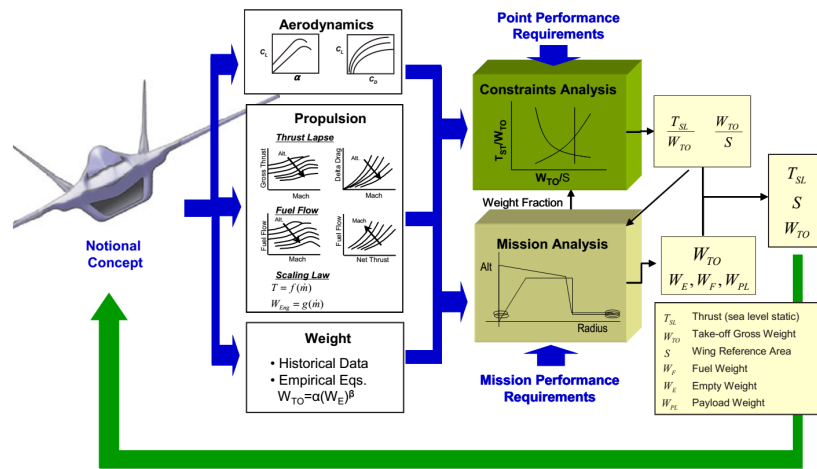 Aerodynamics
C_L
α
C_L
C_D
Propulsion
Thrust Lapse
Gross Thrust
Alt.
Mach
Delta Drag
Alt.
Mach
Fuel Flow
Fuel Flow
Alt.
Mach
Fuel Flow
Mach
Net Thrust
Scaling Law
T = f(ṁ)
W_Eng = g(ṁ)
Weight
• Historical Data
• Empirical Eqs.
W_TO=α(W_E)^β
Notional
Concept
Point Performance
Requirements
Constraints Analysis
T_ST/W_TO
W_TO/S
Weight Fraction
Mission Analysis
Alt
Radius
Mission Performance
Requirements
T_SL / W_TO W_TO / S
W_TO
W_E, W_F, W_PL
T_SL
S
W_TO
T_SL Thrust (sea level static)
W_TO Take-off Gross Weight
S Wing Reference Area
W_F Fuel Weight
W_E Empty Weight
W_PL Payload Weight